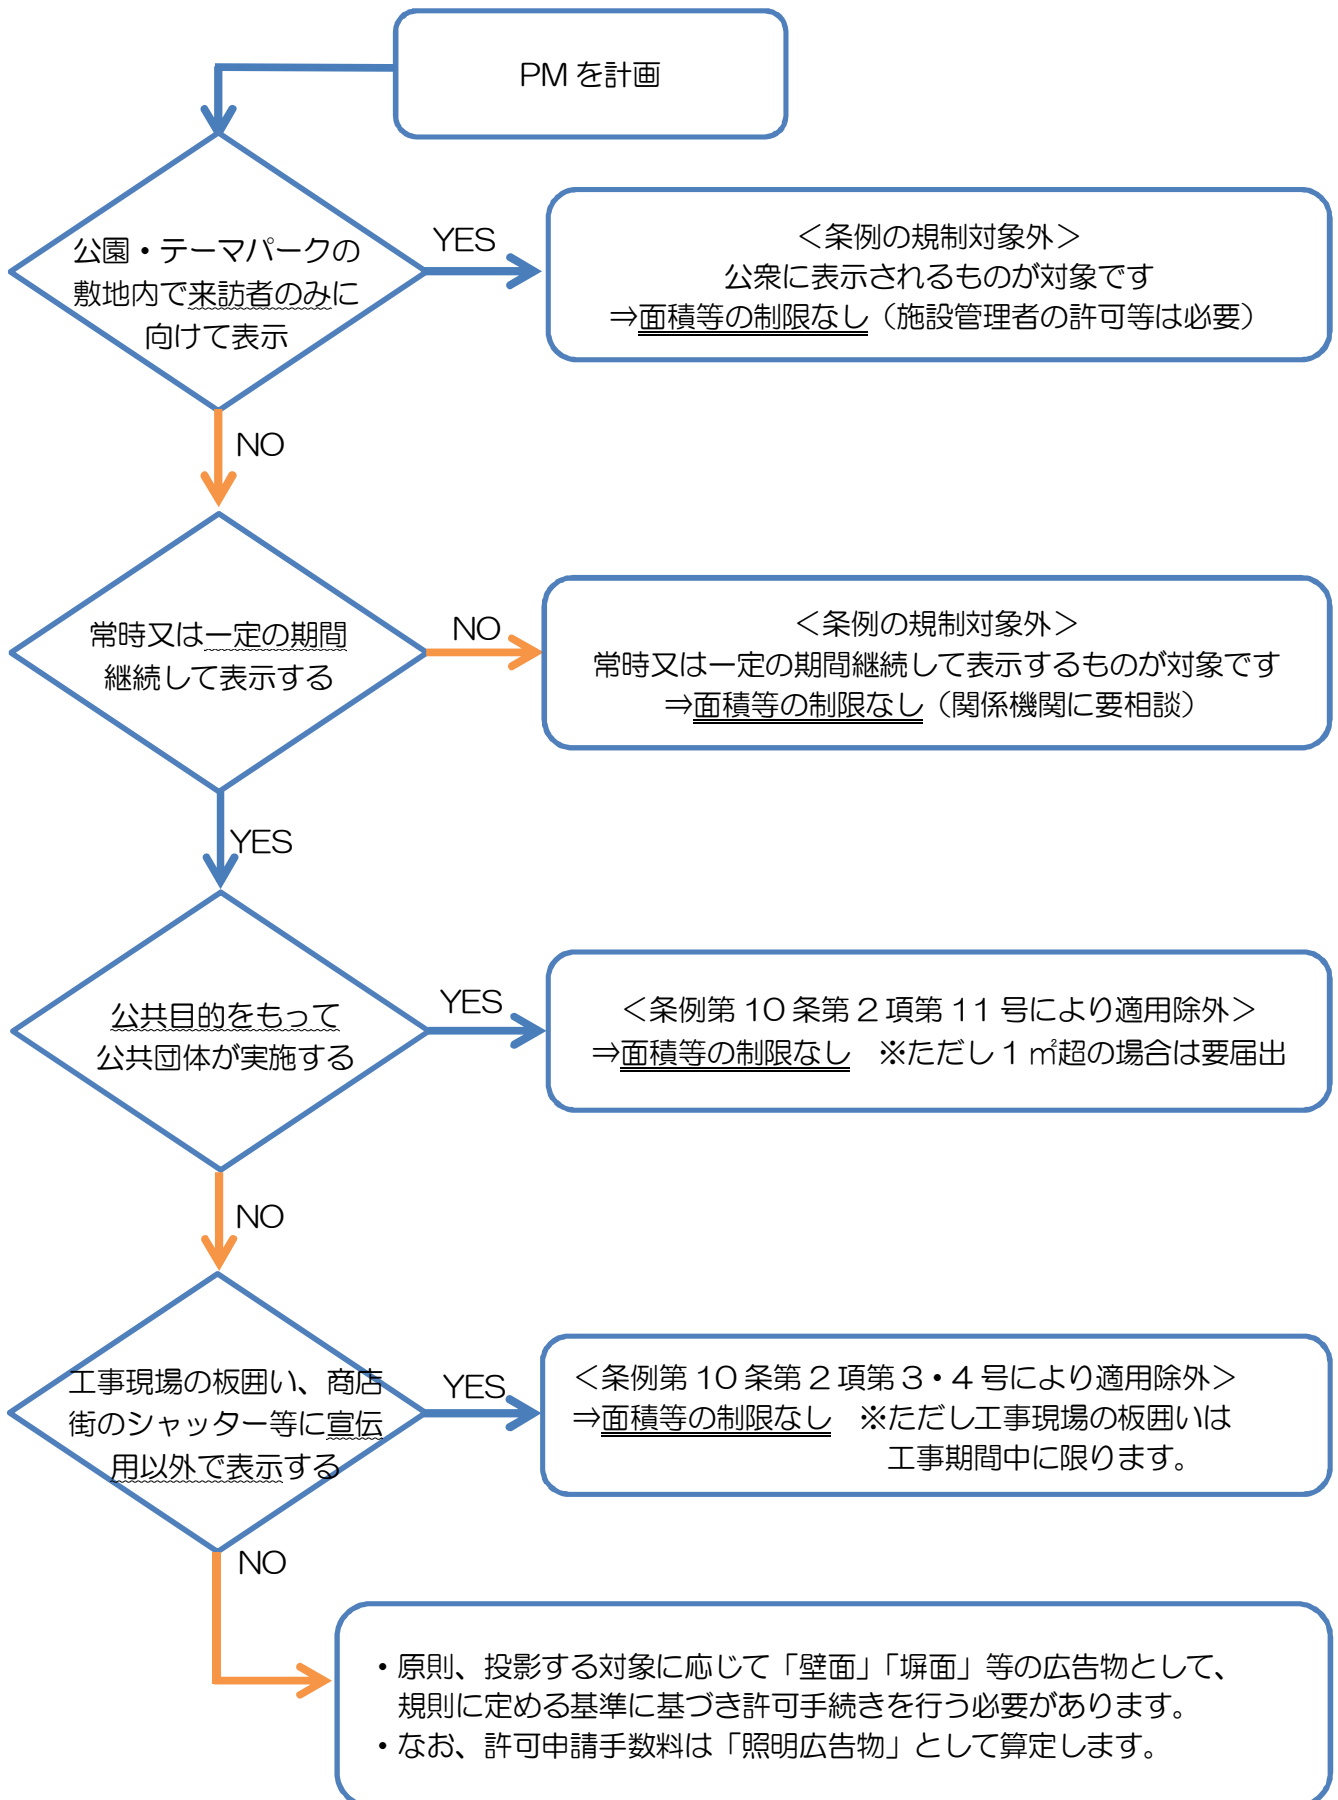 PM を計画
公園・テーマパークの
敷地内で来訪者のみに
向けて表示
YES
＜条例の規制対象外＞
公衆に表示されるものが対象です
⇒面積等の制限なし（施設管理者の許可等は必要）
NO
常時又は一定の期間
継続して表示する
NO
＜条例の規制対象外＞
常時又は一定の期間継続して表示するものが対象です
⇒面積等の制限なし（関係機関に要相談）
YES
公共目的をもって
公共団体が実施する
YES
＜条例第 10 条第 2 項第 11 号により適用除外＞
⇒面積等の制限なし　※ただし 1 ㎡超の場合は要届出
NO
工事現場の板囲い、商店
街のシャッター等に宣伝
用以外で表示する
YES
＜条例第 10 条第 2 項第 3・4 号により適用除外＞
⇒面積等の制限なし　※ただし工事現場の板囲いは
工事期間中に限ります。
NO
・原則、投影する対象に応じて「壁面」「塀面」等の広告物として、
規則に定める基準に基づき許可手続きを行う必要があります。
・なお、許可申請手数料は「照明広告物」として算定します。